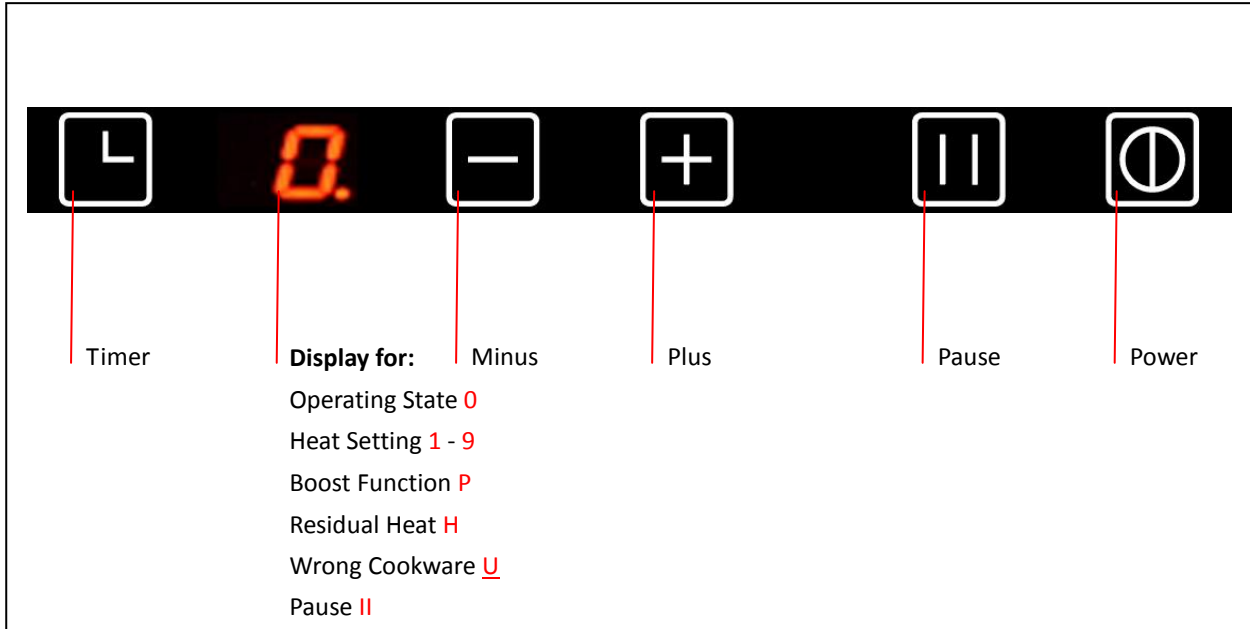 0.
Timer
Display for:
Minus
Plus
Pause
Power
Operating State 0
Heat Setting 1 - 9
Boost Function P
Residual Heat H
Wrong Cookware U
Pause II